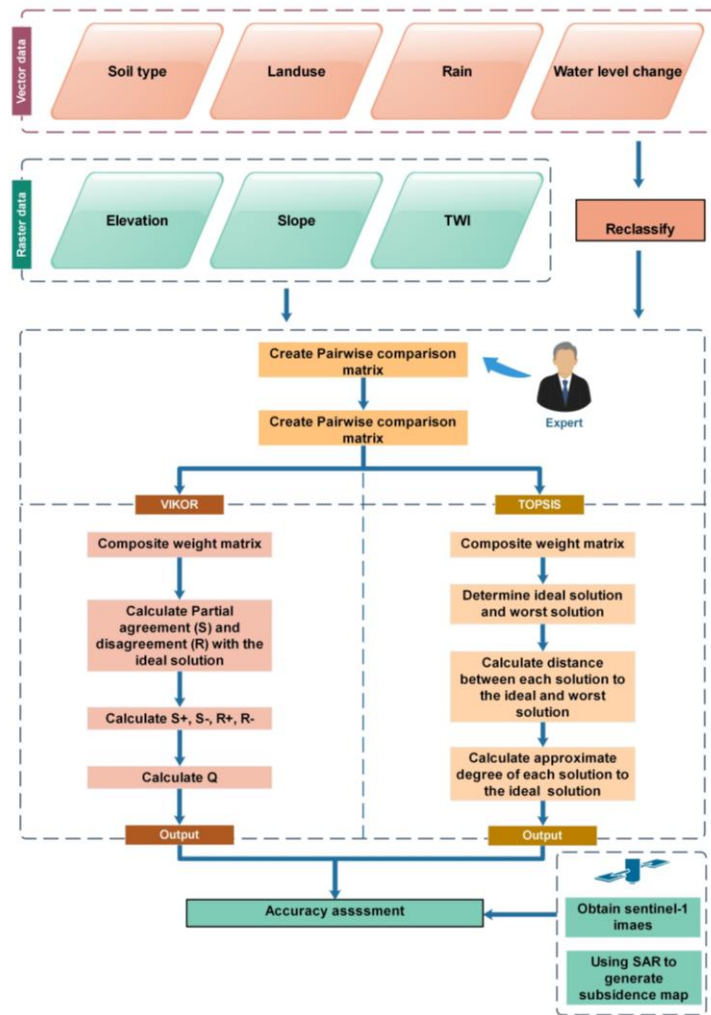 Vector data
Soil type
Landuse
Rain
Water level change
Raster data
Elevation
Slope
TWI
Reclassify
Create Pairwise comparison
matrix
Expert
Create Pairwise comparison
matrix
VIKOR
Composite weight matrix
Calculate Partial
agreement (S) and
disagreement (R) with the
ideal solution
Calculate S+, S-, R+, R-
Calculate Q
Output
TOPSIS
Composite weight matrix
Determine ideal solution
and worst solution
Calculate distance
between each solution to
the ideal and worst
solution
Calculate approximate
degree of each solution to
the ideal solution
Output
Accuracy assssment
Obtain sentinel-1
imaes
Using SAR to
generate
subsidence map